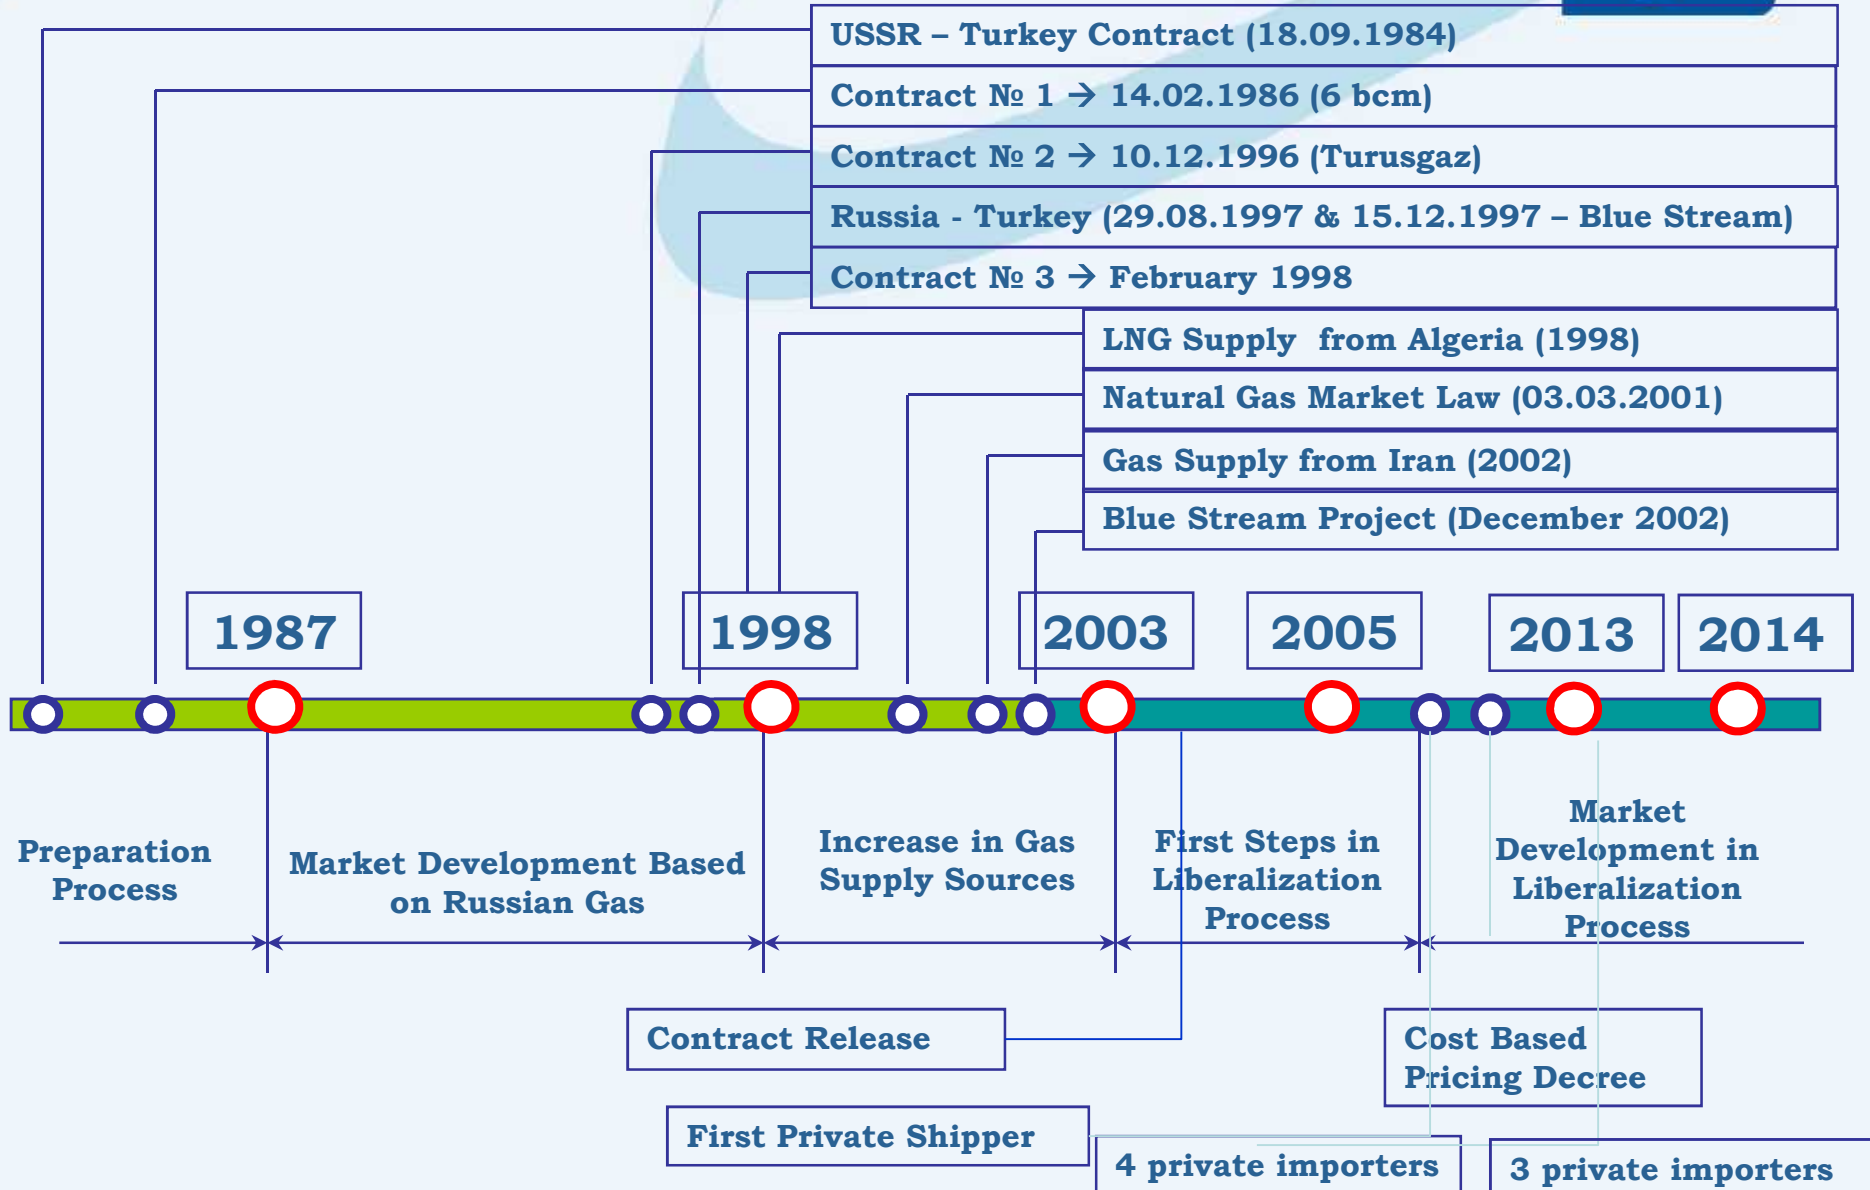 USSR – Turkey Contract (18.09.1984)
Contract № 1 → 14.02.1986 (6 bcm)
Contract № 2 → 10.12.1996 (Turusgaz)
Russia - Turkey (29.08.1997 & 15.12.1997 – Blue Stream)
Contract № 3 → February 1998
LNG Supply from Algeria (1998)
Natural Gas Market Law (03.03.2001)
Gas Supply from Iran (2002)
Blue Stream Project (December 2002)
1987
1998
2003
2005
2013
2014
Preparation
Process
Market Development Based
on Russian Gas
Increase in Gas
Supply Sources
First Steps in
Liberalization
Process
Market
Development in
Liberalization
Process
Contract Release
Cost Based
Pricing Decree
First Private Shipper
4 private importers
3 private importers